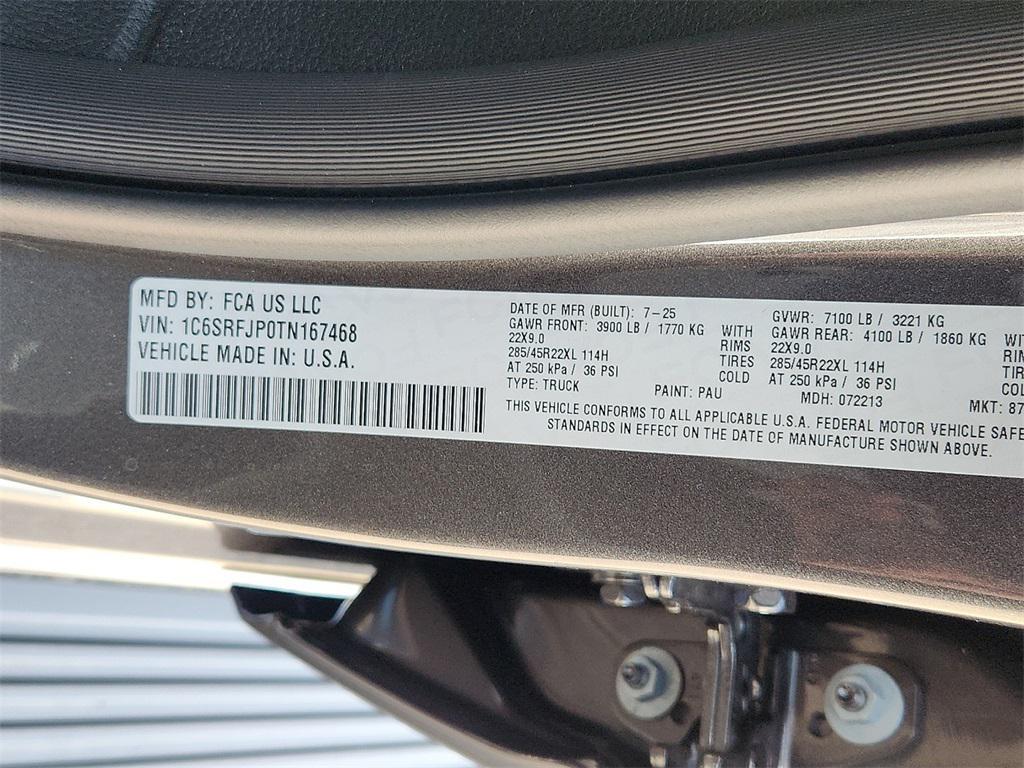 MFD BY: FCA US LLC
VIN: 1C6SRFJP0TN167468
VEHICLE MADE IN: U.S.A.
DATE OF MFR (BUILT): 7-25
GAWR FRONT: 3900 LB / 1770 KG WITH
22X9.0 RIMS
285/45R22XL 114H TIRES
AT 250 kPa / 36 PSI COLD
TYPE: TRUCK PAINT: PAU
GVWR: 7100 LB / 3221 KG
GAWR REAR: 4100 LB / 1860 KG
22X9.0
285/45R22XL 114H
AT 250 kPa / 36 PSI
MDH: 072213 MKT: 87
THIS VEHICLE CONFORMS TO ALL APPLICABLE U.S.A. FEDERAL MOTOR VEHICLE SAFE
STANDARDS IN EFFECT ON THE DATE OF MANUFACTURE SHOWN ABOVE.